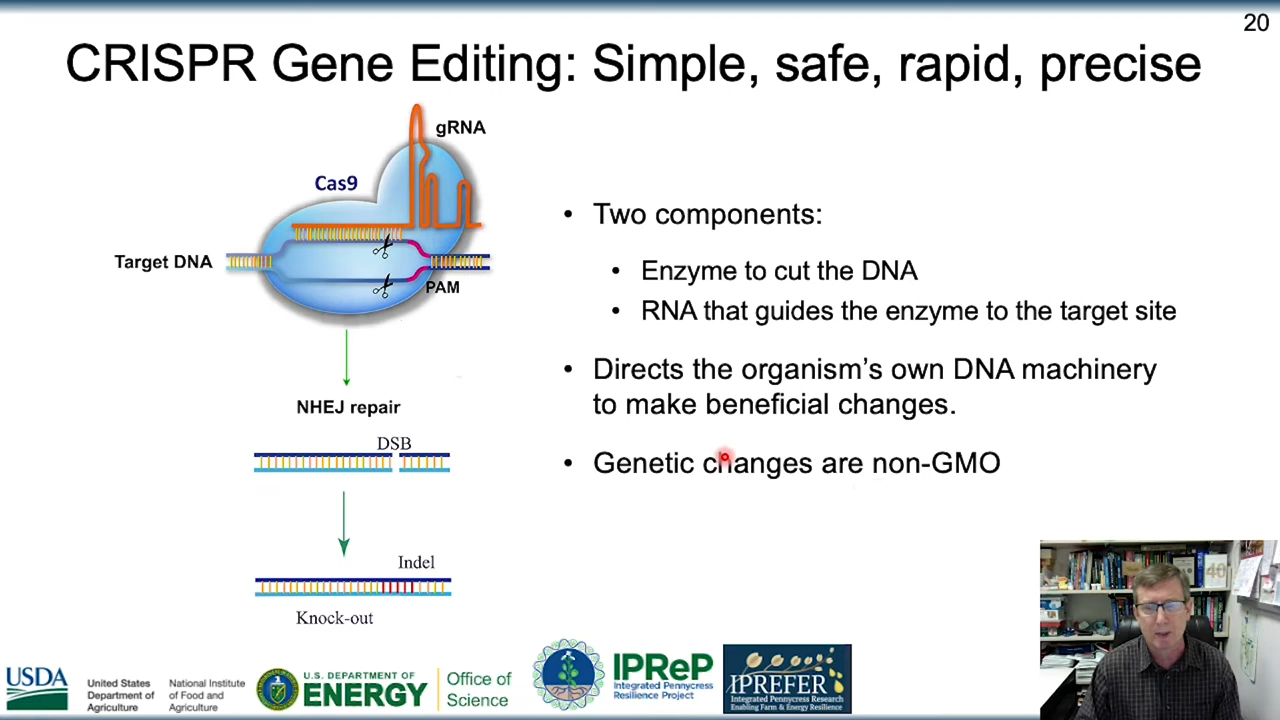 20
CRISPR Gene Editing: Simple, safe, rapid, precise
gRNA
Cas9
Target DNA
PAM
NHEJ repair
DSB
Indel
Knock-out
• Two components:
• Enzyme to cut the DNA
• RNA that guides the enzyme to the target site
• Directs the organism’s own DNA machinery
to make beneficial changes.
• Genetic changes are non-GMO
40
USDA
United States
Department of
Agriculture
National Institute
of Food and
Agriculture
U.S. DEPARTMENT OF
ENERGY
Office of
Science
IPReP
Integrated Pennycress
Resilience Project
IPREFER
Integrated Pennycress Research
Enabling Farm & Energy Resilience